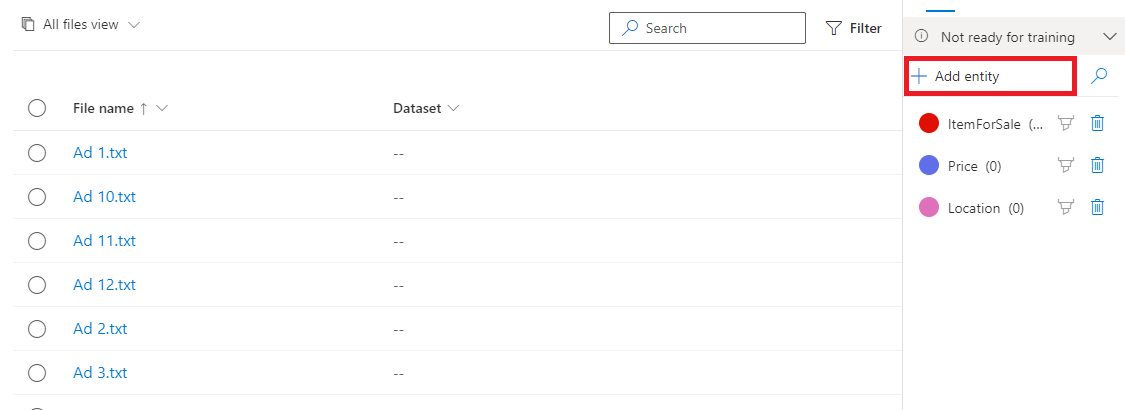 All files view
Search
Filter
File name ↑
Dataset
Ad 1.txt
--
Ad 10.txt
--
Ad 11.txt
--
Ad 12.txt
--
Ad 2.txt
--
Ad 3.txt
--
Not ready for training
+ Add entity
ItemForSale (...
Price (0)
Location (0)